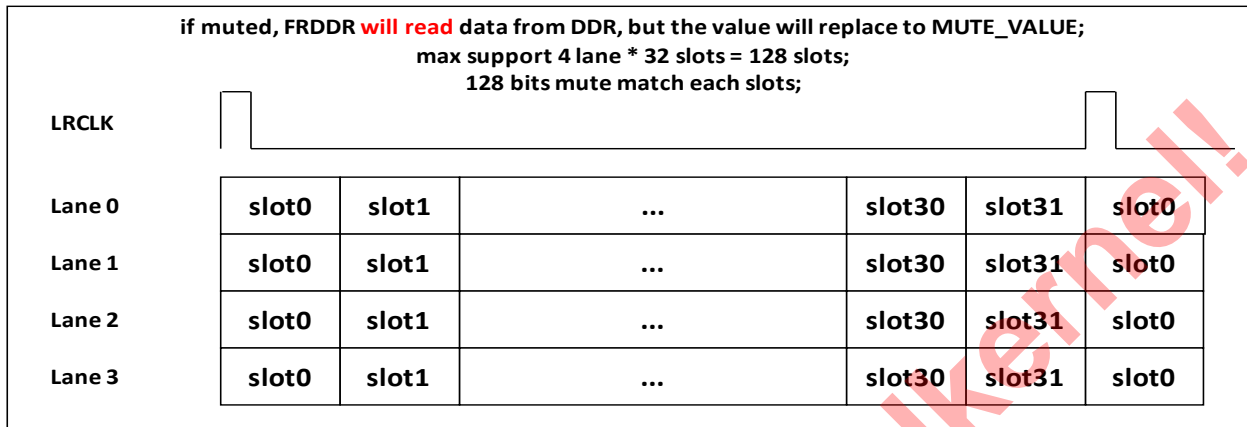 if muted, FRDDR will read data from DDR, but the value will replace to MUTE_VALUE;
max support 4 lane * 32 slots = 128 slots;
128 bits mute match each slots;
LRCLK
Lane 0 slot0 slot1 ... slot30 slot31 slot0
Lane 1 slot0 slot1 ... slot30 slot31 slot0
Lane 2 slot0 slot1 ... slot30 slot31 slot0
Lane 3 slot0 slot1 ... slot30 slot31 slot0
lkernel!